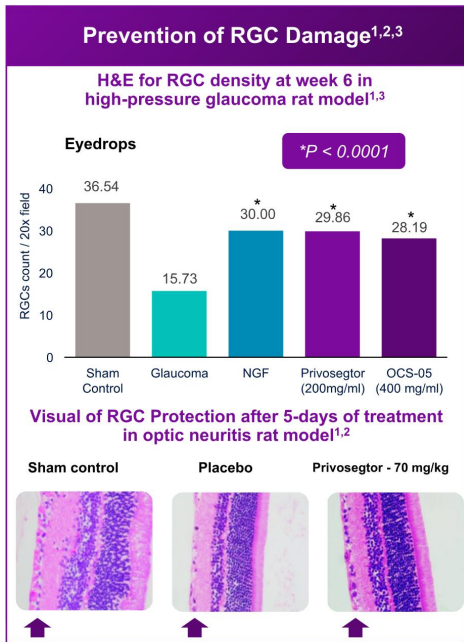 Prevention of RGC Damage1,2,3
H&E for RGC density at week 6 in
high-pressure glaucoma rat model1,3
Eyedrops
*P < 0.0001
RGCs count / 20x field
40
30
20
10
0
36.54
15.73
*
30.00
*
29.86
*
28.19
Sham
Control
Glaucoma
NGF
Privosegtor
(200mg/ml)
OCS-05
(400 mg/ml)
Visual of RGC Protection after 5-days of treatment
in optic neuritis rat model1,2
Sham control
Placebo
Privosegtor - 70 mg/kg